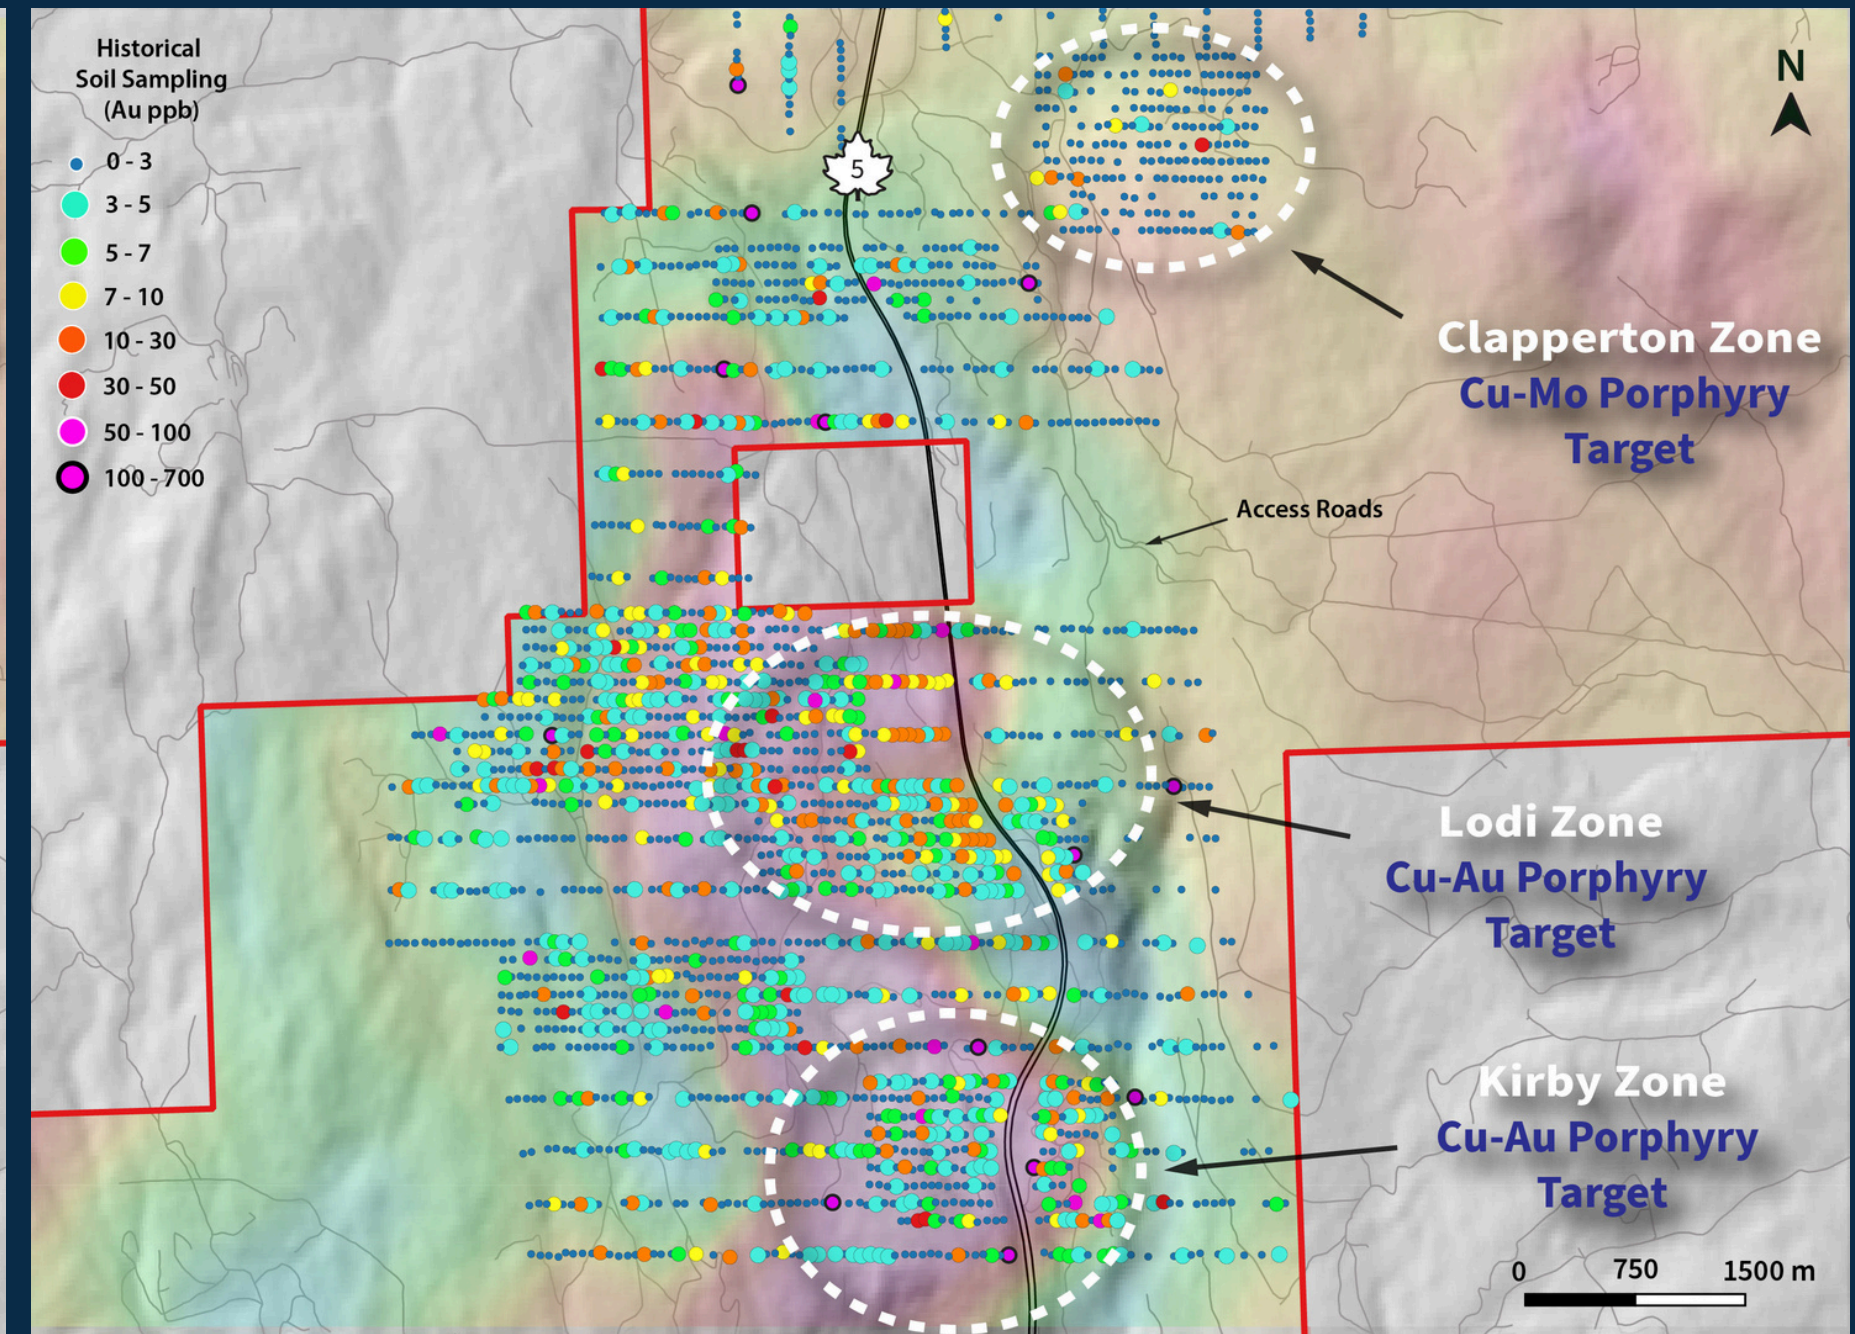 Historical
Soil Sampling
(Au ppb)
0 - 3
3 - 5
5 - 7
7 - 10
10 - 30
30 - 50
50 - 100
100 - 700
5
N
Clapperton Zone
Cu-Mo Porphyry
Target
Access Roads
Lodi Zone
Cu-Au Porphyry
Target
Kirby Zone
Cu-Au Porphyry
Target
0 750 1500 m